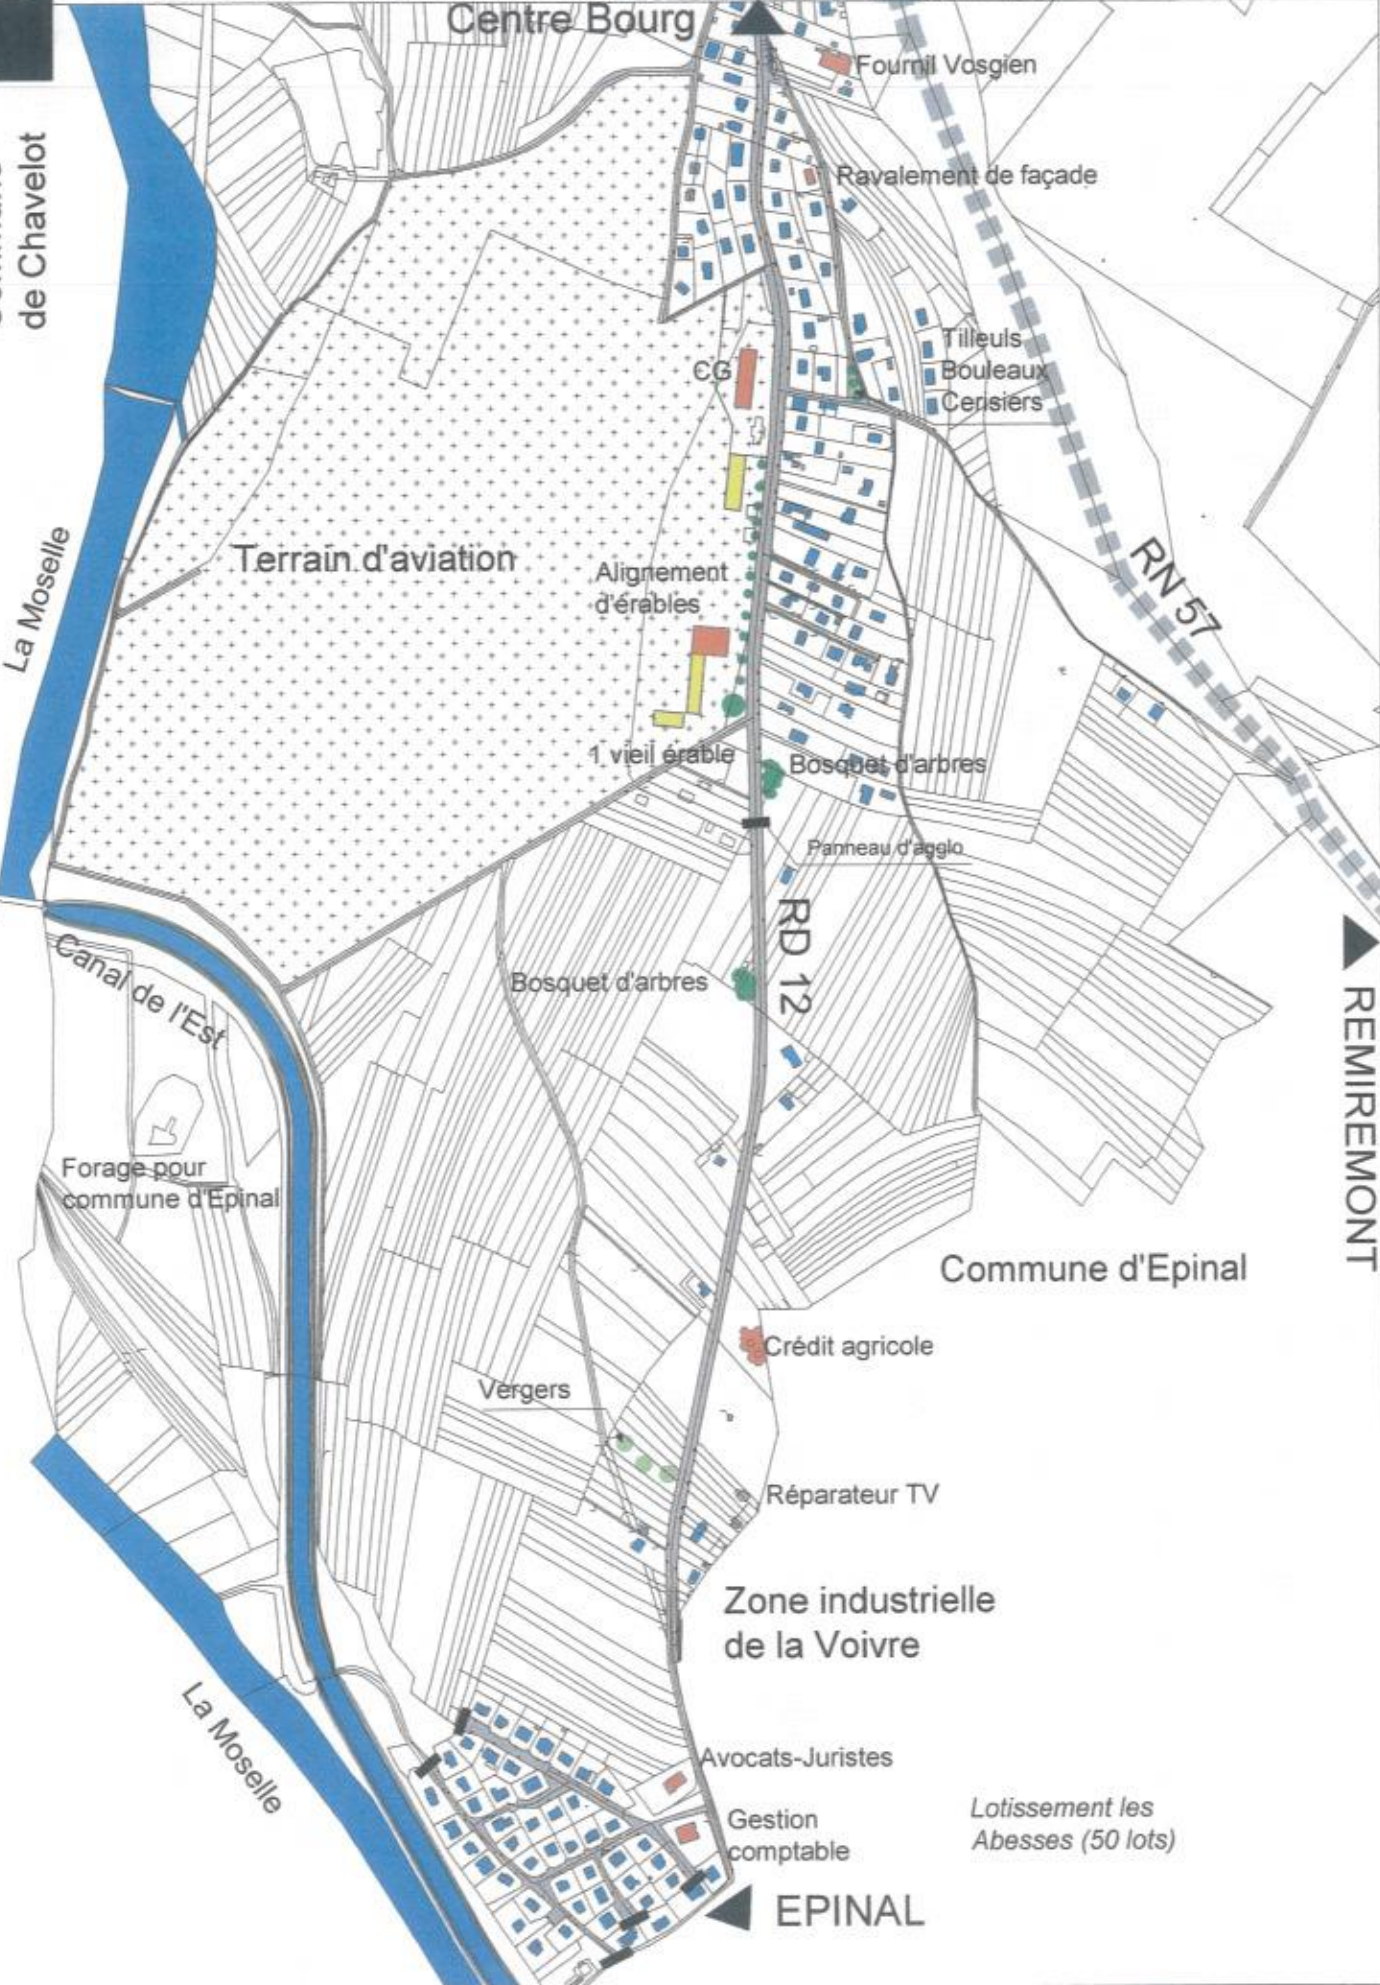 Centre Bourg
Fournil Vosgien
de Chavelot
Ravalement de façade
Tilleuls
Bouleaux
Cerisiers
CG
La Moselle
Terrain d'aviation
Alignement
d'érables
RN 57
1 vieil érable
Bosquet d'arbres
Panneau d'agglo
RD 12
Canal de l'Est
Bosquet d'arbres
REMIREMONT
Forage pour
commune d'Epinal
Commune d'Epinal
Crédit agricole
Vergers
Réparateur TV
Zone industrielle
de la Voivre
La Moselle
Avocats-Juristes
Gestion
comptable
Lotissement les
Abesses (50 lots)
EPINAL